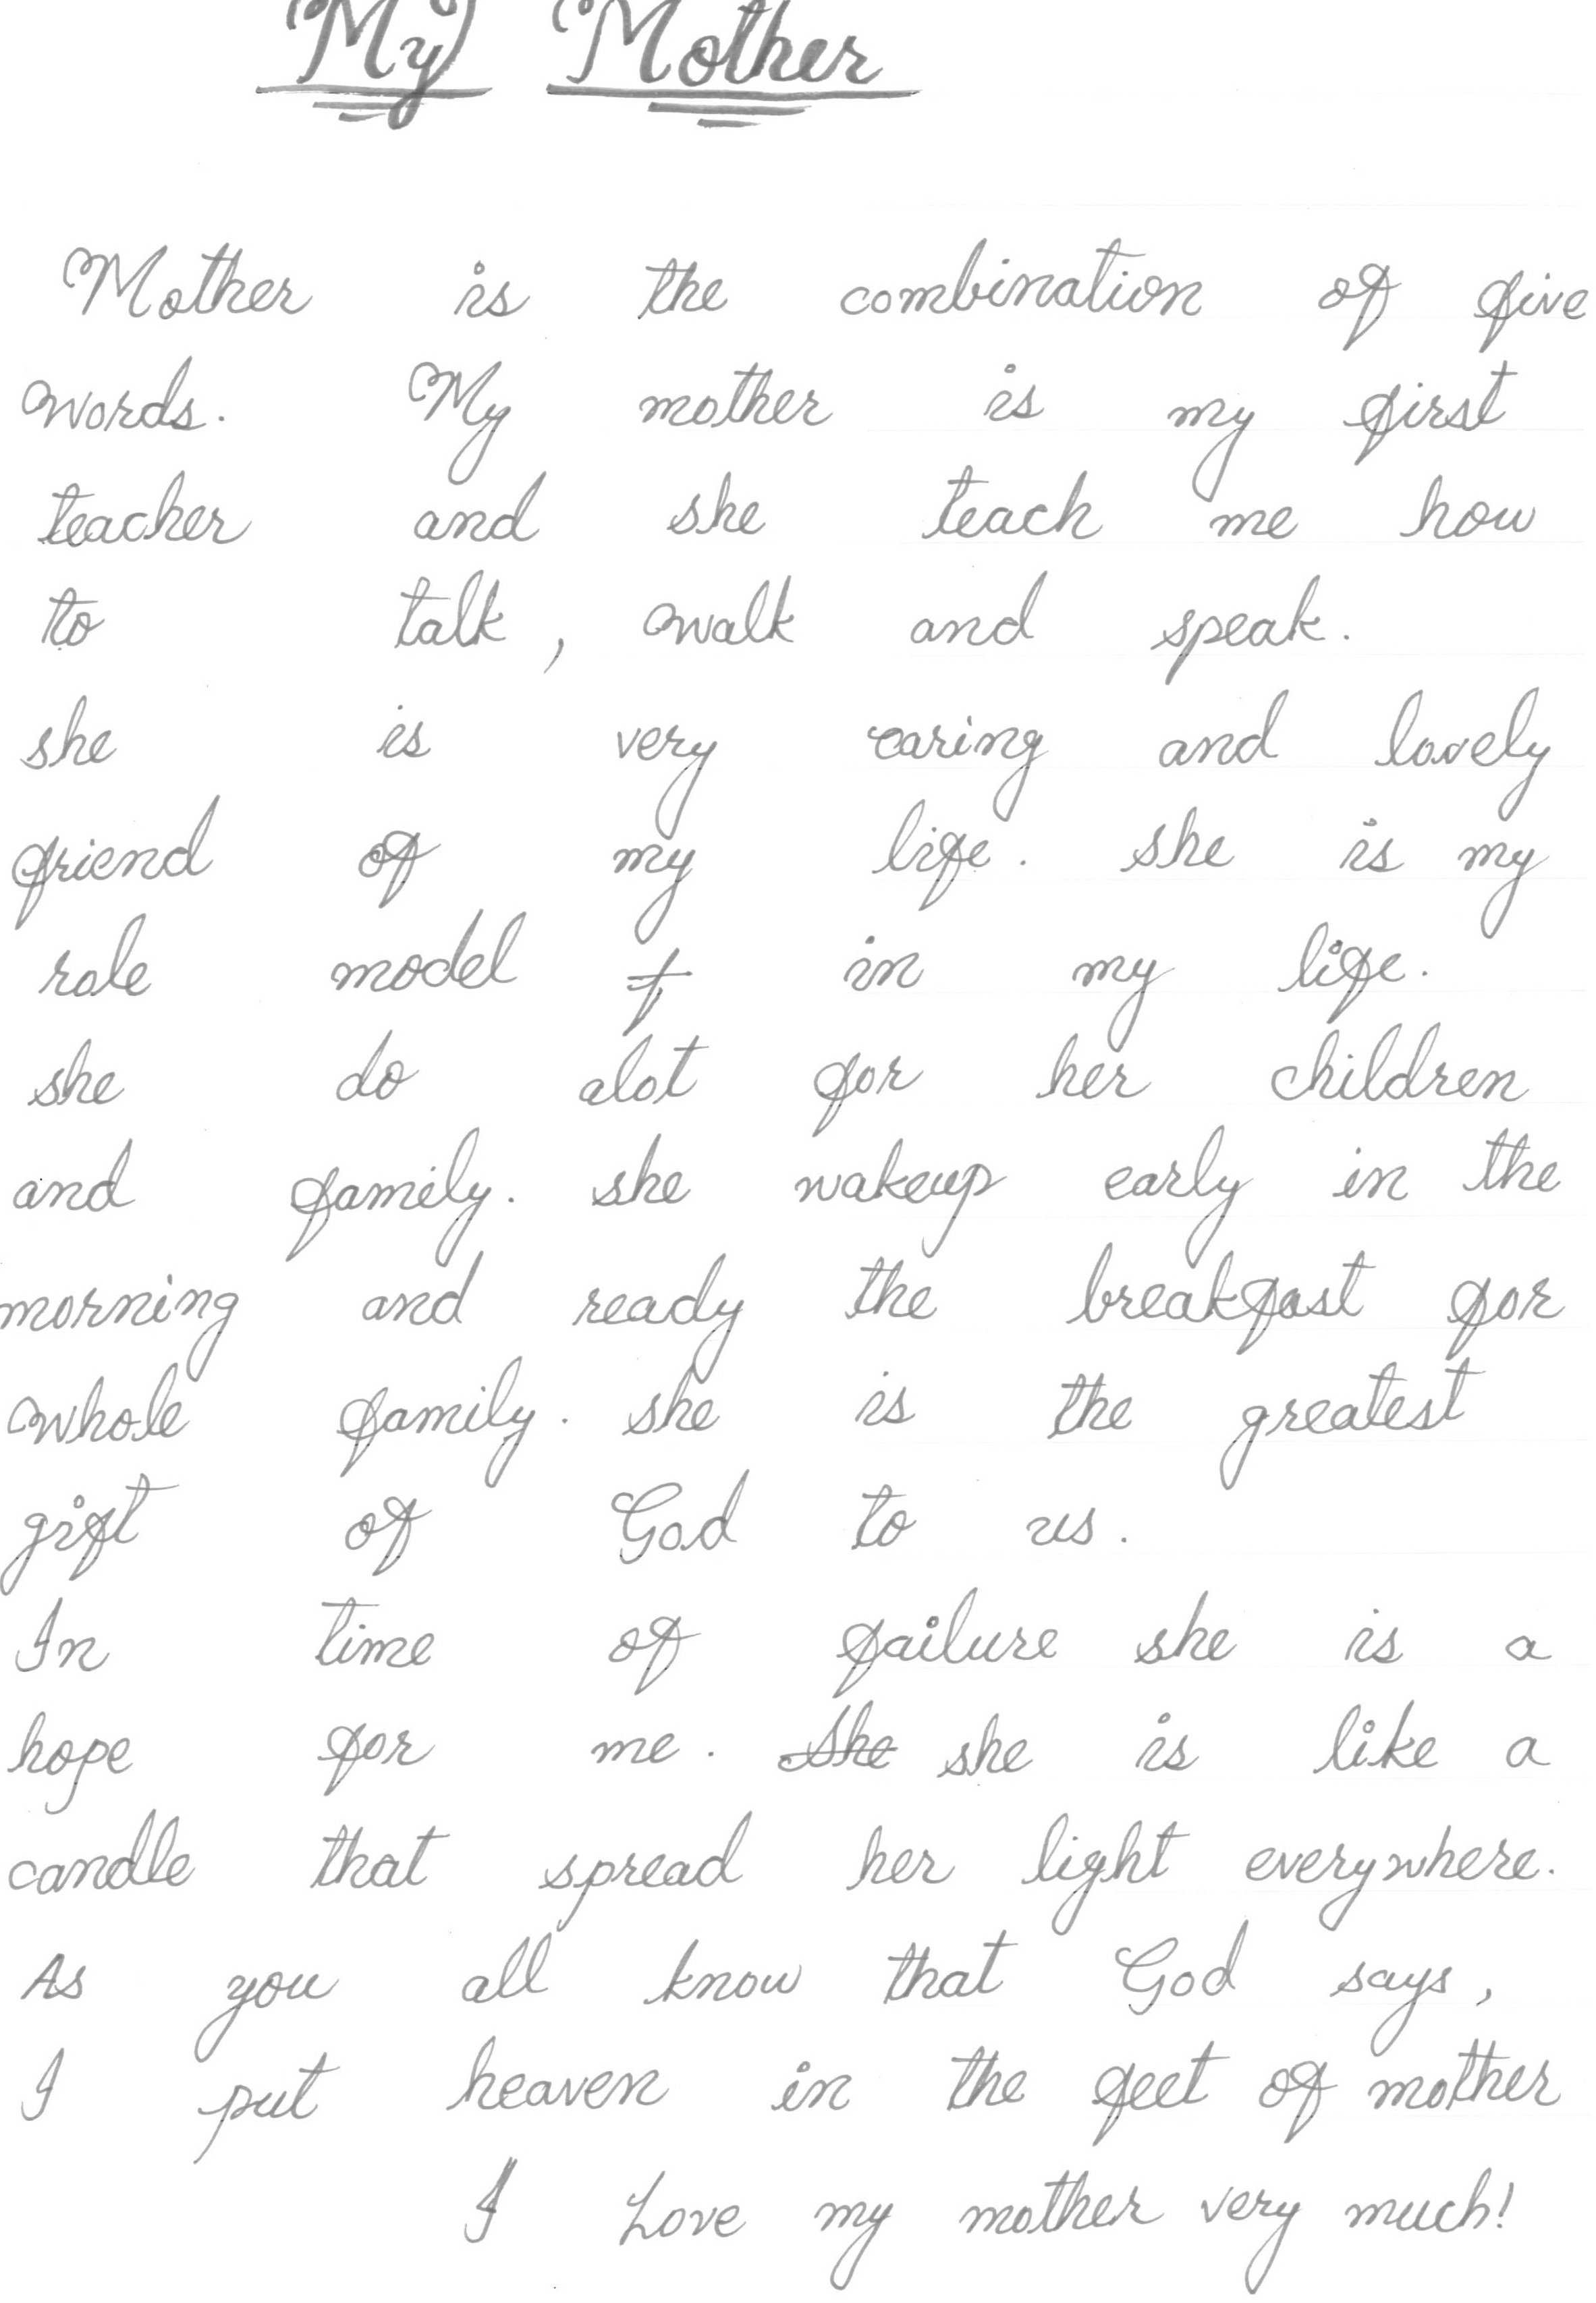 My Mother
Mother is the combination of five
words. My mother is my first
teacher and she teach me how
to talk, walk and speak.
she is very caring and lovely
friend of my life. she is my
role model f in my life.
she do alot for her children
and family. she wakeup early in the
morning and ready the breakfast for
whole family. she is the greatest
gift of God to us.
In time of failure she is a
hope for me. She she is like a
candle that spread her light everywhere.
As you all know that God says,
I put heaven in the feet of mother
I Love my mother very much!